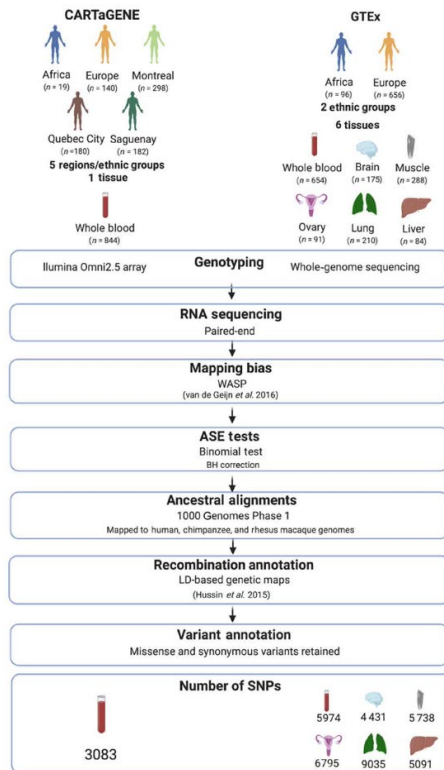 CARTaGENE
Africa Europe Montreal
(n = 19) (n = 140) (n = 298)
Quebec City Saguenay
(n=180) (n = 182)
5 regions/ethnic groups
1 tissue
Whole blood
(n = 844)
GTEx
Africa Europe
(n = 96) (n = 656)
2 ethnic groups
6 tissues
Whole blood Brain Muscle
(n = 654) (n = 175) (n = 288)
Ovary Lung Liver
(n = 91) (n = 210) (n = 84)
Genotyping
Ilumina Omni2.5 array Whole-genome sequencing
RNA sequencing
Paired-end
Mapping bias
WASP
(van de Geijn et al. 2016)
ASE tests
Binomial test
BH correction
Ancestral alignments
1000 Genomes Phase 1
Mapped to human, chimpanzee, and rhesus macaque genomes
Recombination annotation
LD-based genetic maps
(Hussin et al. 2015)
Variant annotation
Missense and synonymous variants retained
Number of SNPs
3083
5974 4 431 5 738
6795 9035 5091